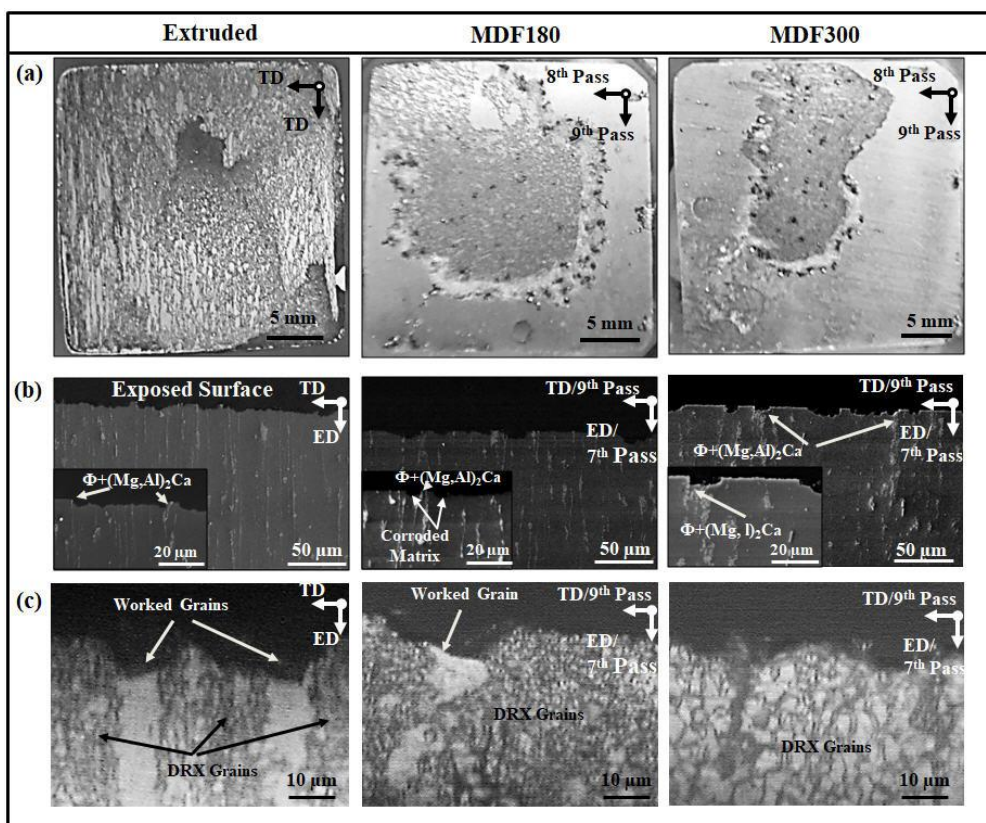 Extruded MDF180 MDF300
(a)
TD
TD
5 mm
8th Pass
9th Pass
5 mm
8th Pass
9th Pass
5 mm
(b)
Exposed Surface
TD
ED
Φ+(Mg,Al)2Ca
20 µm
50 µm
TD/9th Pass
ED/
7th Pass
Φ+(Mg,Al)2Ca
Corroded
Matrix
20 µm
50 µm
TD/9th Pass
ED/
7th Pass
Φ+(Mg,Al)2Ca
Φ+(Mg, l)2Ca
20 µm
50 µm
(c)
TD
ED
Worked Grains
DRX Grains
10 µm
Worked Grain
TD/9th Pass
ED/
7th Pass
DRX Grains
10 µm
TD/9th Pass
ED/
7th Pass
DRX Grains
10 µm